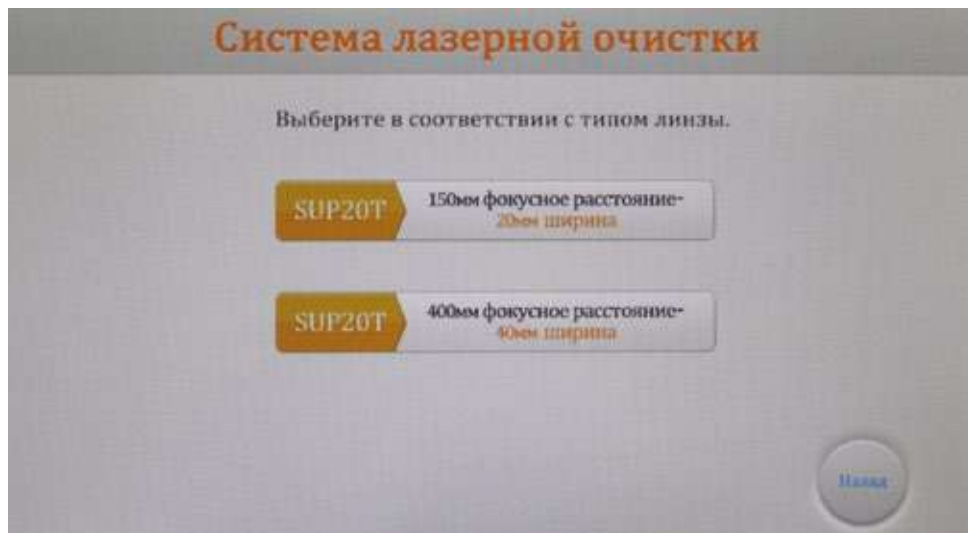 Система лазерной очистки
Выберите в соответствии с типом линзы.
SUP20T
150мм фокусное расстояние-
20мм ширина
SUP20T
400мм фокусное расстояние-
40мм ширина
Назад